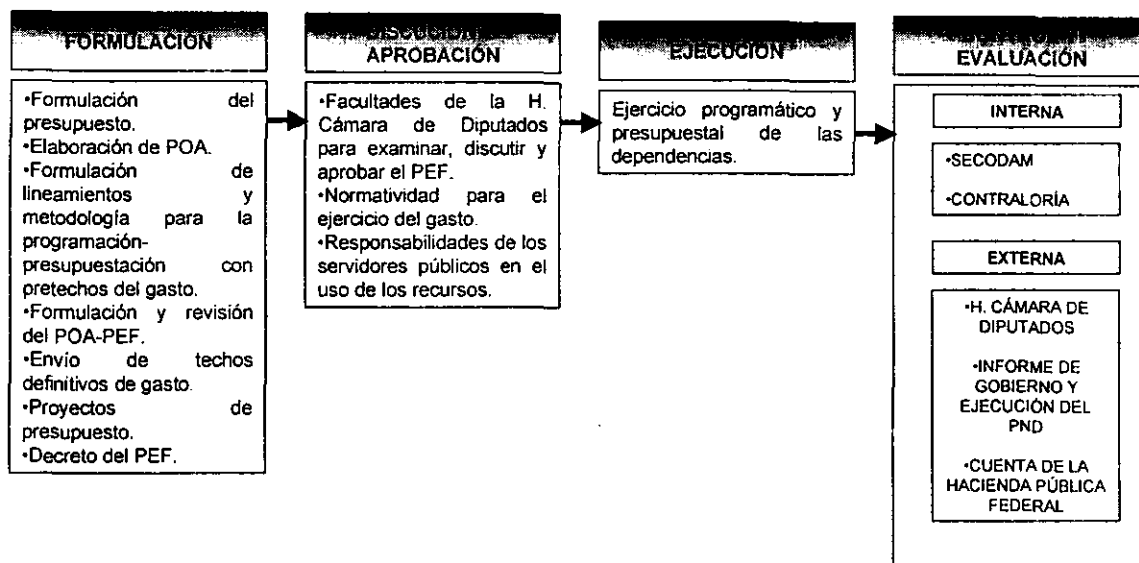 FORMULACIÓN
•Formulación del
presupuesto.
•Elaboración de POA.
•Formulación de
lineamientos y
metodología para la
programación-
presupuestación con
pretechos del gasto.
•Formulación y revisión
del POA-PEF.
•Envío de techos
definitivos de gasto.
•Proyectos de
presupuesto.
•Decreto del PEF.
APROBACIÓN
•Facultades de la H.
Cámara de Diputados
para examinar, discutir y
aprobar el PEF.
•Normatividad para el
ejercicio del gasto.
•Responsabilidades de los
servidores públicos en el
uso de los recursos.
EJECUCIÓN
Ejercicio programático y
presupuestal de las
dependencias.
EVALUACIÓN
INTERNA
•SECODAM
•CONTRALORÍA
EXTERNA
•H. CÁMARA DE
DIPUTADOS
•INFORME DE
GOBIERNO Y
EJECUCIÓN DEL
PND
•CUENTA DE LA
HACIENDA PÚBLICA
FEDERAL